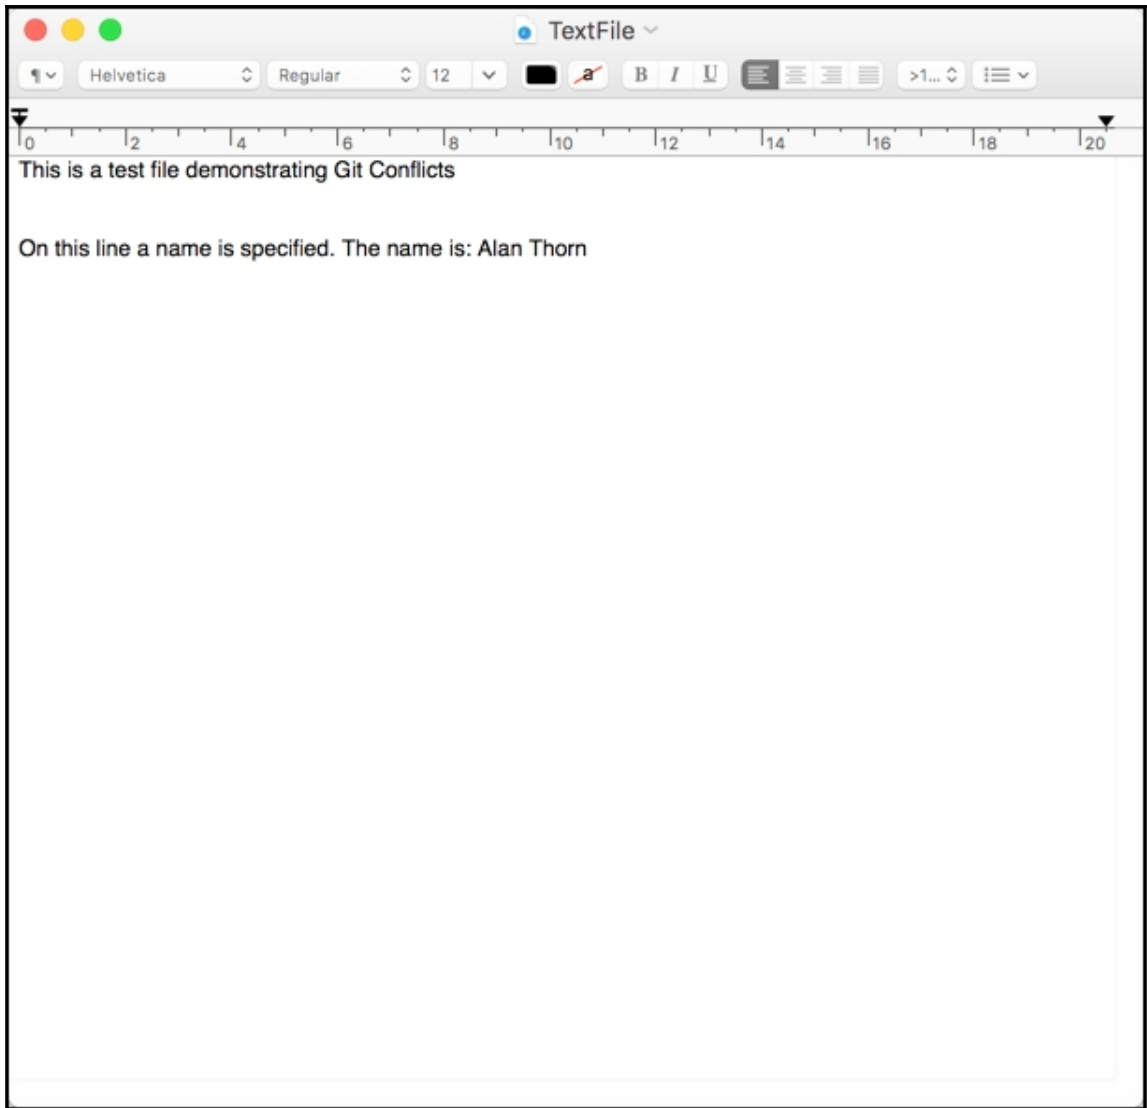 TextFile
¶ Helvetica Regular 12 a B I U >1...
0 2 4 6 8 10 12 14 16 18 20
This is a test file demonstrating Git Conflicts
On this line a name is specified. The name is: Alan Thorn